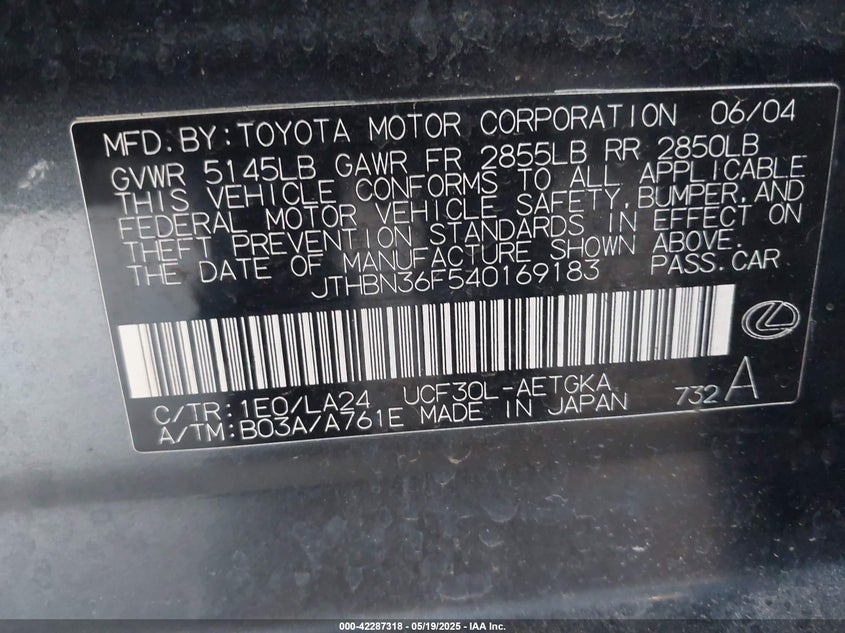 MFD. BY: TOYOTA MOTOR CORPORATION 06/04
GVWR 5145LB GAWR FR 2855LB RR 2850LB
THIS VEHICLE CONFORMS TO ALL APPLICABLE
FEDERAL MOTOR VEHICLE SAFETY, BUMPER, AND
THEFT PREVENTION STANDARDS IN EFFECT ON
THE DATE OF MANUFACTURE SHOWN ABOVE.
JTHBN36F540169183 PASS. CAR
C/TR: 1E0/LA24 UCF30L-AETGKA
A/TM: B03A/A761E MADE IN JAPAN 732 A
000-42287318 - 05/19/2025 - IAA Inc.